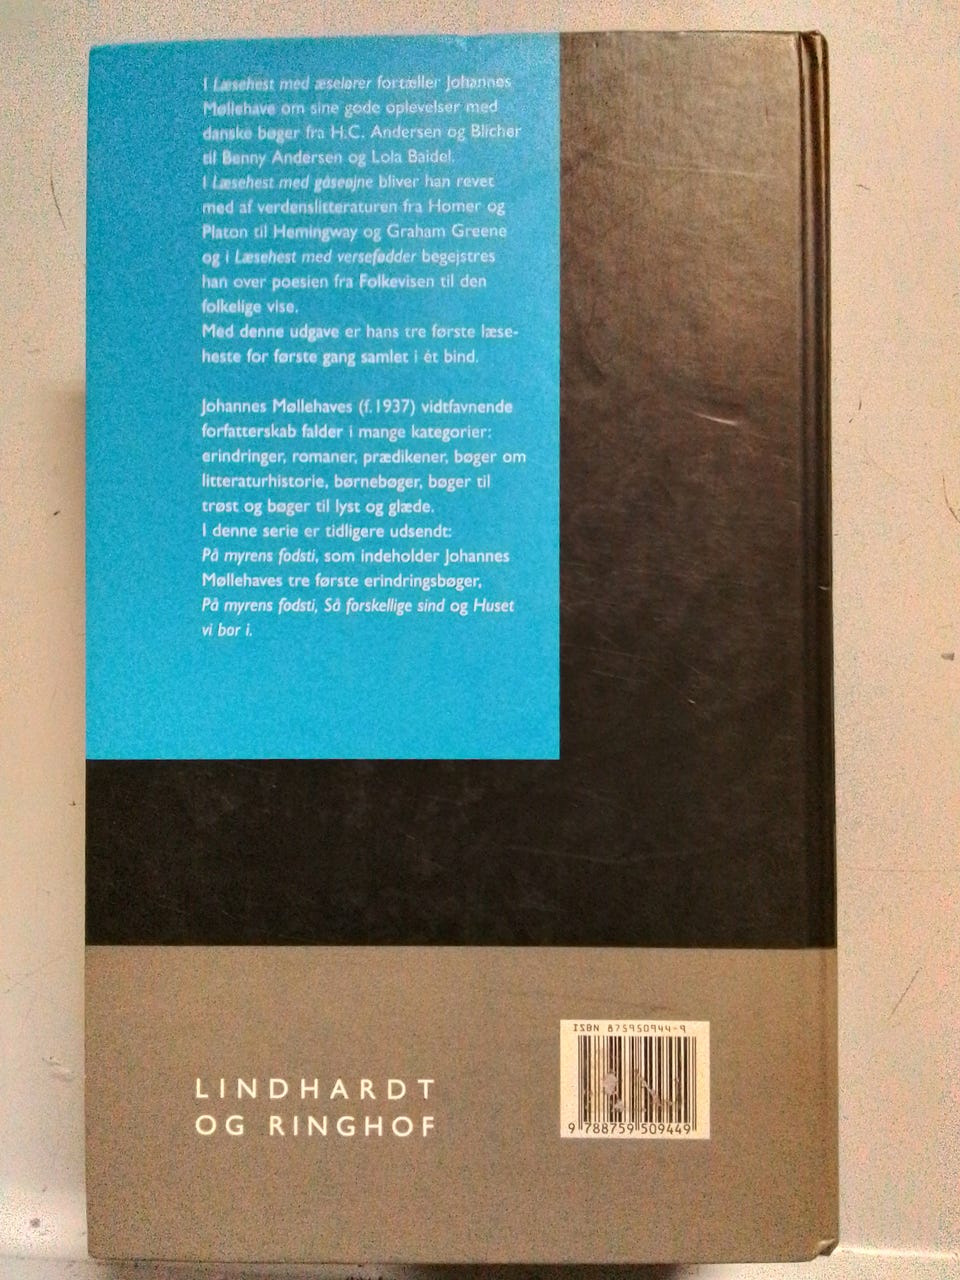 I Læsehest med æselører fortæller Johannes
Møllehave om sine gode oplevelser med
danske bøger fra H.C. Andersen og Blicher
til Benny Andersen og Lola Baidel.
I Læsehest med gåseøjne bliver han revet
med af verdenslitteraturen fra Homer og
Platon til Hemingway og Graham Greene
og i Læsehest med versefødder begejstres
han over poesien fra Folkevisen til den
folkelige vise.
Med denne udgave er hans tre første læse-
heste for første gang samlet i ét bind.
Johannes Møllehaves (f.1937) vidtfavnende
forfatterskab falder i mange kategorier:
erindringer, romaner, prædikener, bøger om
litteraturhistorie, børnebøger, bøger til
trøst og bøger til lyst og glæde.
I denne serie er tidligere udsendt:
På myrens fodsti, som indeholder Johannes
Møllehaves tre første erindringsbøger,
På myrens fodsti, Så forskellige sind og Huset
vi bor i.
LINDHARDT
OG RINGHOF
ISBN 875950944-9
9 788759 509449